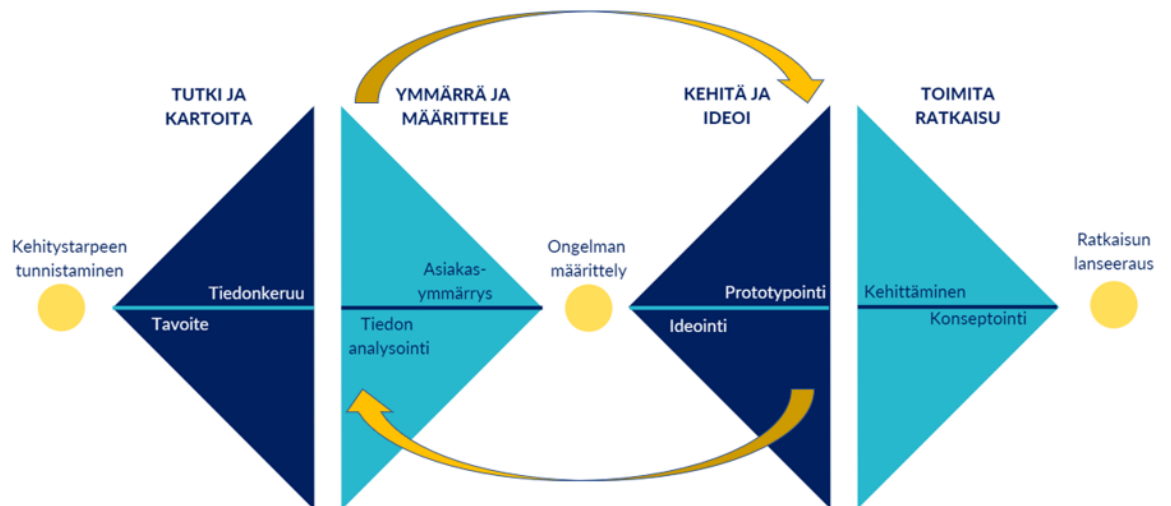 TUTKI JA
KARTOITA
YMMÄRRÄ JA
MÄÄRITTELE
KEHITÄ JA
IDEOI
TOIMITA
RATKAISU
Kehitystarpeen
tunnistaminen
Tiedonkeruu
Tavoite
Asiakas-
ymmärrys
Tiedon
analysointi
Ongelman
määrittely
Prototypointi
Ideointi
Kehittäminen
Konseptointi
Ratkaisun
lanseeraus